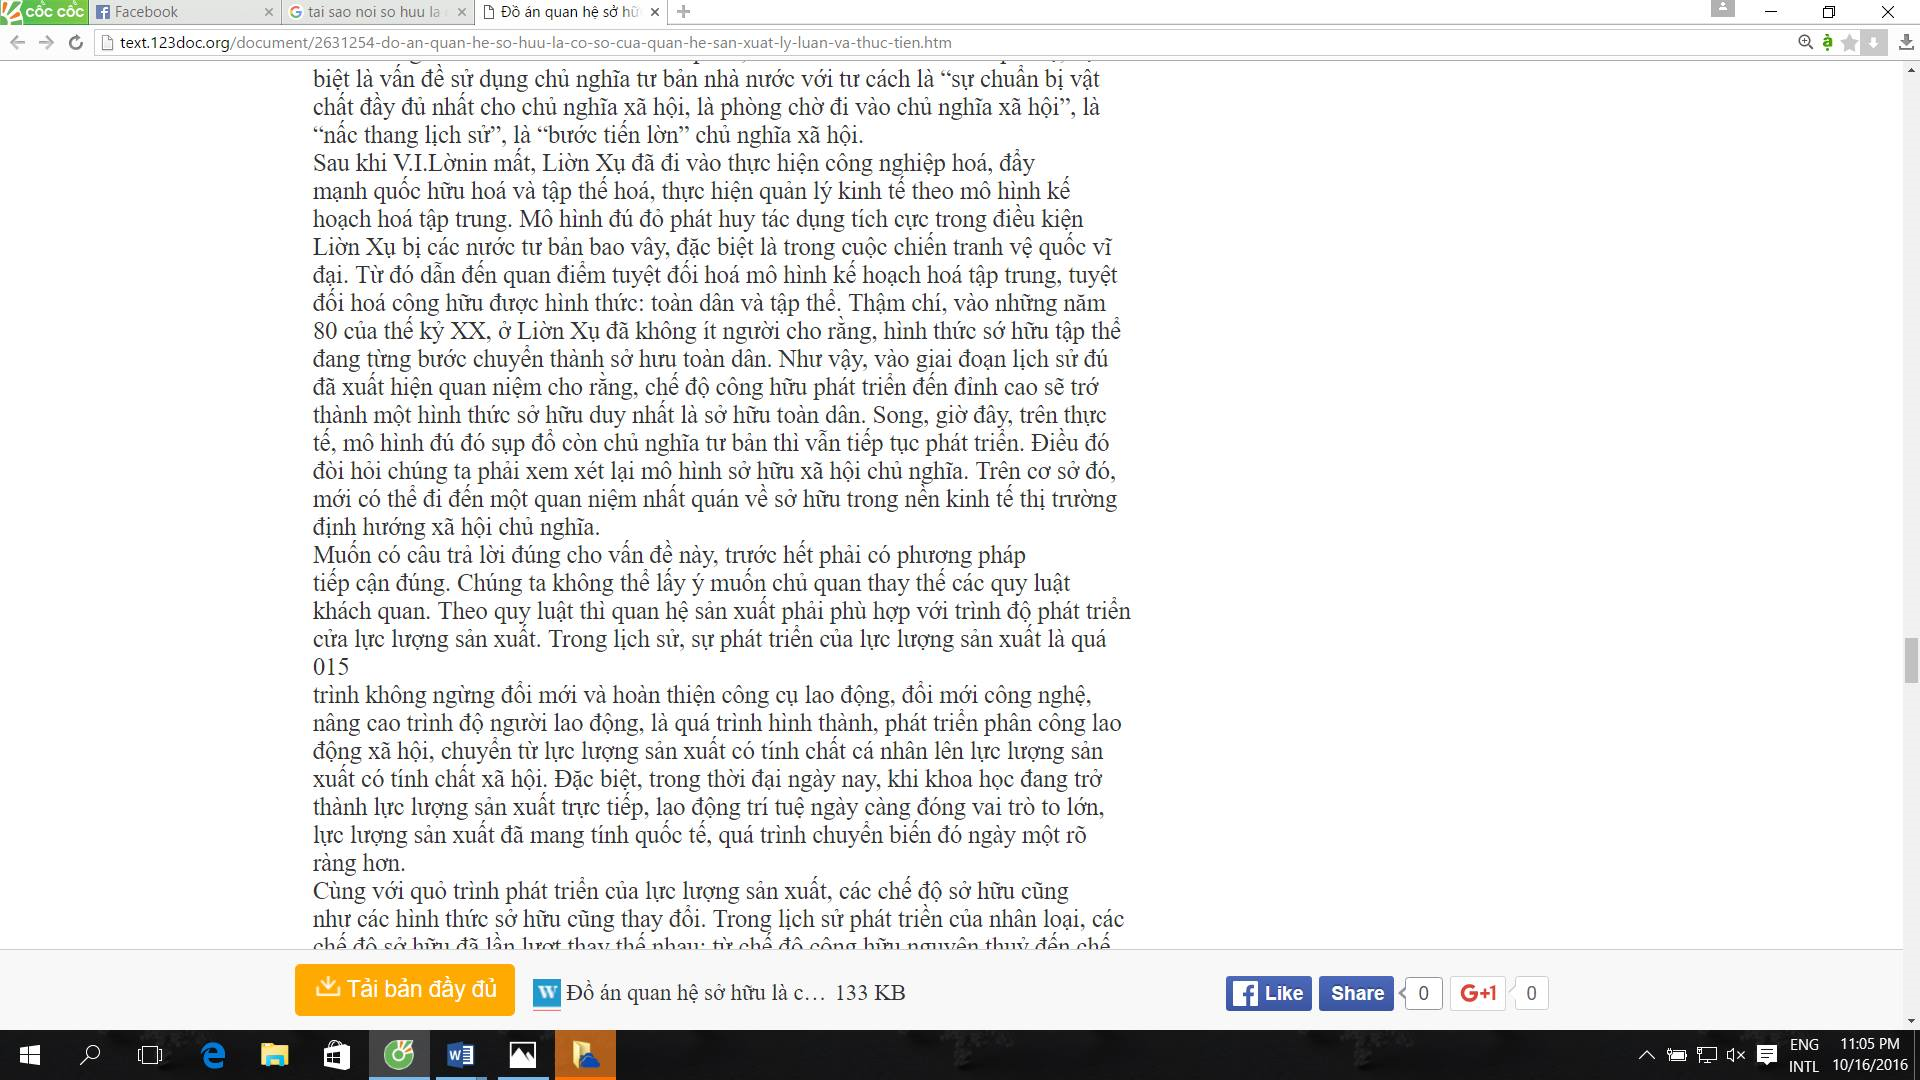 cốc cốc
Facebook
tai sao noi so huu la
Đồ án quan hệ sở hữ
text.123doc.org/document/2631254-do-an-quan-he-so-huu-la-co-so-cua-quan-he-san-xuat-ly-luan-va-thuc-tien.htm
biệt là vấn đề sử dụng chủ nghĩa tư bản nhà nước với tư cách là “sự chuẩn bị vật
chất đầy đủ nhất cho chủ nghĩa xã hội, là phòng chờ đi vào chủ nghĩa xã hội”, là
“nấc thang lịch sử”, là “bước tiến lờn” chủ nghĩa xã hội.
Sau khi V.I.Lờnin mất, Liờn Xụ đã đi vào thực hiện công nghiệp hoá, đẩy
mạnh quốc hữu hoá và tập thể hoá, thực hiện quản lý kinh tế theo mô hình kế
hoạch hoá tập trung. Mô hình đú đỏ phát huy tác dụng tích cực trong điều kiện
Liờn Xụ bị các nước tư bản bao vây, đặc biệt là trong cuộc chiến tranh vệ quốc vĩ
đại. Từ đó dẫn đến quan điểm tuyệt đối hoá mô hình kế hoạch hoá tập trung, tuyệt
đối hoá công hữu được hình thức: toàn dân và tập thể. Thậm chí, vào những năm
80 của thế kỷ XX, ở Liờn Xụ đã không ít người cho rằng, hình thức sớ hữu tập thể
đang từng bước chuyển thành sở hưu toàn dân. Như vậy, vào giai đoạn lịch sử đú
đã xuất hiện quan niệm cho rằng, chế độ công hữu phát triển đến đỉnh cao sẽ trớ
thành một hình thức sở hữu duy nhất là sở hữu toàn dân. Song, giờ đây, trên thực
tế, mô hình đú đó sụp đổ còn chủ nghĩa tư bản thì vẫn tiếp tục phát triển. Điều đó
đòi hỏi chúng ta phải xem xét lại mô hình sở hữu xã hội chủ nghĩa. Trên cơ sở đó,
mới có thể đi đến một quan niệm nhất quán về sở hữu trong nền kinh tế thị trường
định hướng xã hội chủ nghĩa.
Muốn có câu trả lời đúng cho vấn đề này, trước hết phải có phương pháp
tiếp cận đúng. Chúng ta không thể lấy ý muốn chủ quan thay thế các quy luật
khách quan. Theo quy luật thì quan hệ sản xuất phải phù hợp với trình độ phát triển
cửa lực lượng sản xuất. Trong lịch sử, sự phát triển của lực lượng sản xuất là quá
015
trình không ngừng đổi mới và hoàn thiện công cụ lao động, đổi mới công nghệ,
nâng cao trình độ người lao động, là quá trình hình thành, phát triển phân công lao
động xã hội, chuyển từ lực lượng sản xuất có tính chất cá nhân lên lực lượng sản
xuất có tính chất xã hội. Đặc biệt, trong thời đại ngày nay, khi khoa học đang trở
thành lực lượng sản xuất trực tiếp, lao động trí tuệ ngày càng đóng vai trò to lớn,
lực lượng sản xuất đã mang tính quốc tế, quá trình chuyển biến đó ngày một rõ
ràng hơn.
Cùng với quỏ trình phát triển của lực lượng sản xuất, các chế độ sở hữu cũng
như các hình thức sở hữu cũng thay đổi. Trong lịch sử phát triền của nhân loại, các
chế độ sở hữu đã lần lượt thay thế nhau: từ chế độ công hữu nguyên thuỷ đến chế
Tải bản đầy đủ
Đồ án quan hệ sở hữu là c… 133 KB
Like
Share
0
G+1
0
ENG
INTL
11:05 PM
10/16/2016